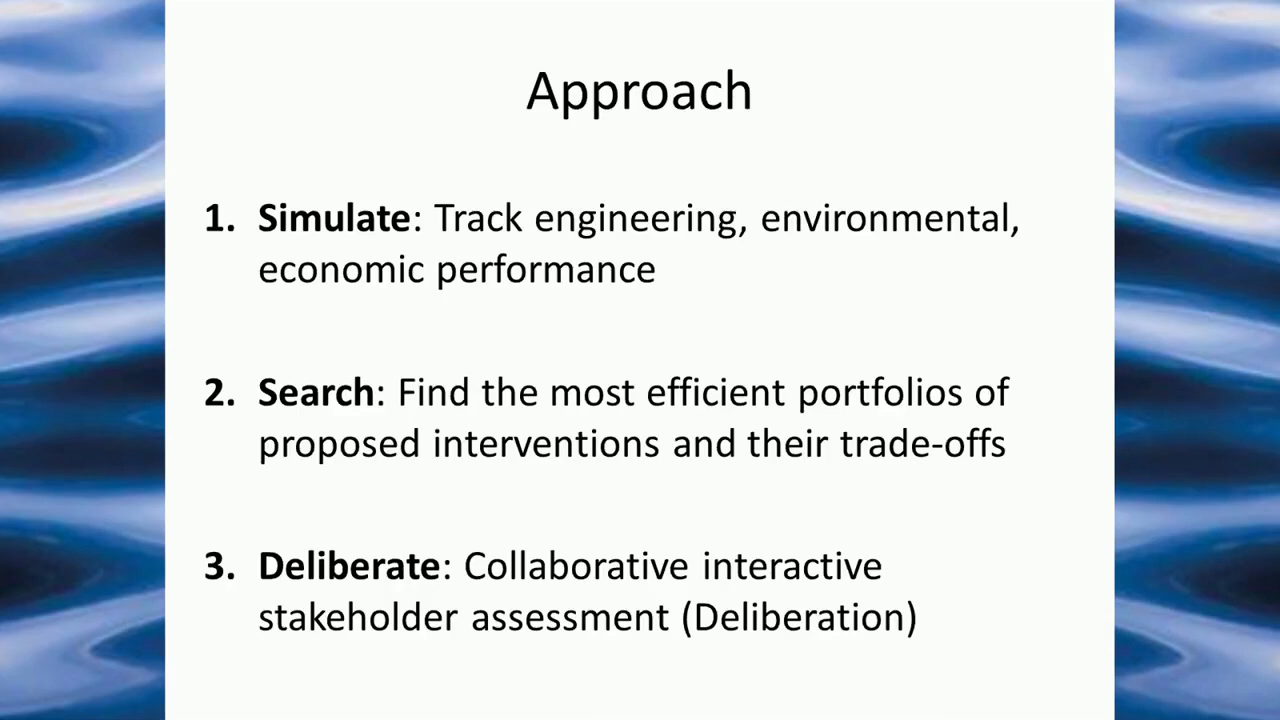 Approach
1. Simulate: Track engineering, environmental,
economic performance
2. Search: Find the most efficient portfolios of
proposed interventions and their trade-offs
3. Deliberate: Collaborative interactive
stakeholder assessment (Deliberation)